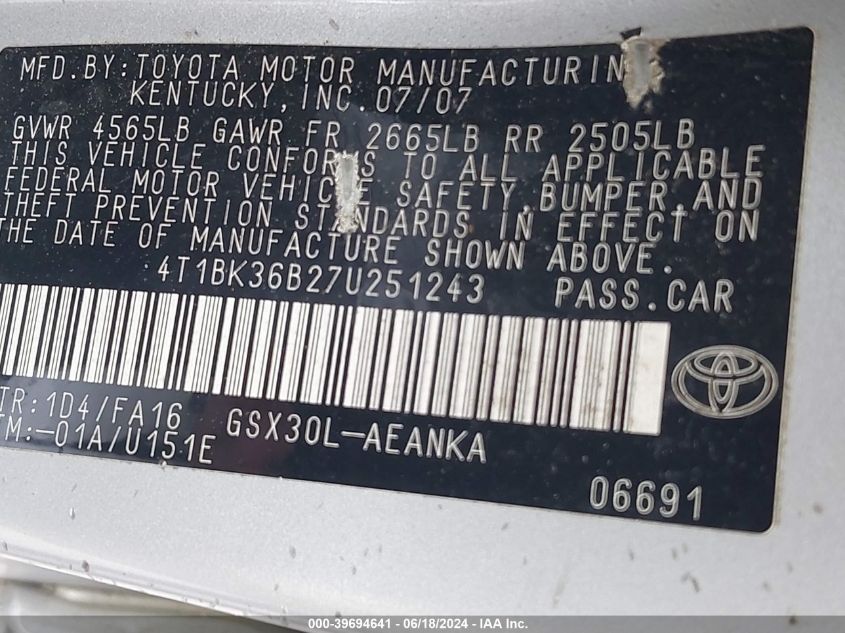 MFD.BY:TOYOTA MOTOR MANUFACTURIN
KENTUCKY, INC. 07/07
GVWR 4565LB GAWR FR 2665LB RR 2505LB
THIS VEHICLE CONFORMS TO ALL APPLICABLE
FEDERAL MOTOR VEHICLE SAFETY, BUMPER, AND
THEFT PREVENTION STANDARDS IN EFFECT ON
THE DATE OF MANUFACTURE SHOWN ABOVE.
4T1BK36B27U251243 PASS.CAR
TR:1D4/FA16 GSX30L-AEANKA
TM:-01A/U151E
06691
000-39694641 - 06/18/2024 - IAA Inc.